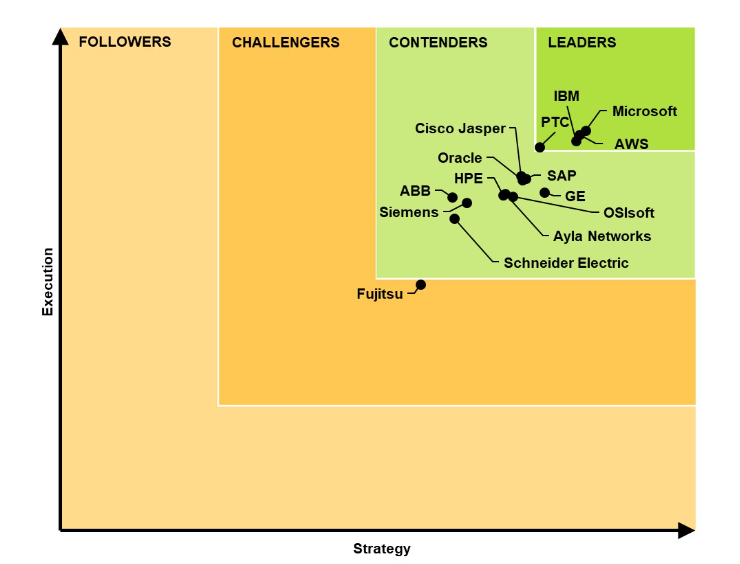 FOLLOWERS
CHALLENGERS
CONTENDERS
LEADERS
IBM
Microsoft
PTC
Cisco Jasper
AWS
Oracle
SAP
HPE
ABB
GE
Siemens
OSIsoft
Ayla Networks
Schneider Electric
Fujitsu
Execution
Strategy